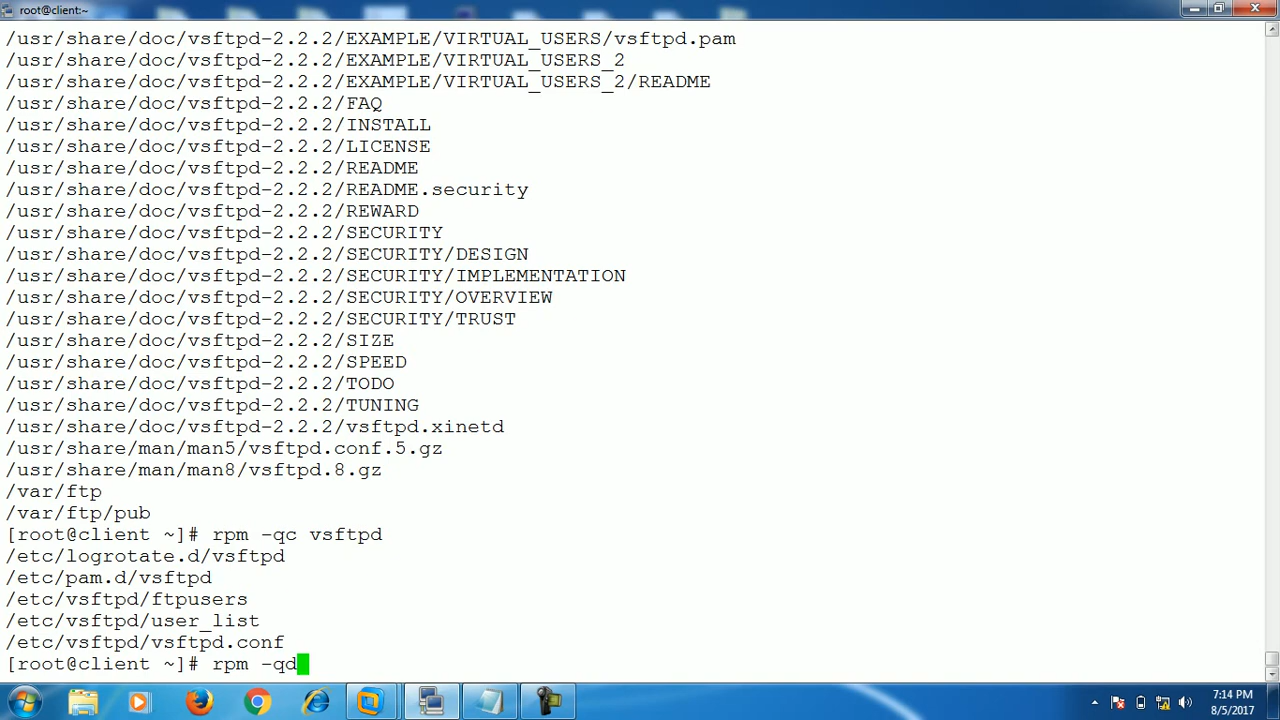 root@client:~
/usr/share/doc/vsftpd-2.2.2/EXAMPLE/VIRTUAL_USERS/vsftpd.pam
/usr/share/doc/vsftpd-2.2.2/EXAMPLE/VIRTUAL_USERS_2
/usr/share/doc/vsftpd-2.2.2/EXAMPLE/VIRTUAL_USERS_2/README
/usr/share/doc/vsftpd-2.2.2/FAQ
/usr/share/doc/vsftpd-2.2.2/INSTALL
/usr/share/doc/vsftpd-2.2.2/LICENSE
/usr/share/doc/vsftpd-2.2.2/README
/usr/share/doc/vsftpd-2.2.2/README.security
/usr/share/doc/vsftpd-2.2.2/REWARD
/usr/share/doc/vsftpd-2.2.2/SECURITY
/usr/share/doc/vsftpd-2.2.2/SECURITY/DESIGN
/usr/share/doc/vsftpd-2.2.2/SECURITY/IMPLEMENTATION
/usr/share/doc/vsftpd-2.2.2/SECURITY/OVERVIEW
/usr/share/doc/vsftpd-2.2.2/SECURITY/TRUST
/usr/share/doc/vsftpd-2.2.2/SIZE
/usr/share/doc/vsftpd-2.2.2/SPEED
/usr/share/doc/vsftpd-2.2.2/TODO
/usr/share/doc/vsftpd-2.2.2/TUNING
/usr/share/doc/vsftpd-2.2.2/vsftpd.xinetd
/usr/share/man/man5/vsftpd.conf.5.gz
/usr/share/man/man8/vsftpd.8.gz
/var/ftp
/var/ftp/pub
[root@client ~]# rpm -qc vsftpd
/etc/logrotate.d/vsftpd
/etc/pam.d/vsftpd
/etc/vsftpd/ftpusers
/etc/vsftpd/user_list
/etc/vsftpd/vsftpd.conf
[root@client ~]# rpm -qd
7:14 PM
8/5/2017